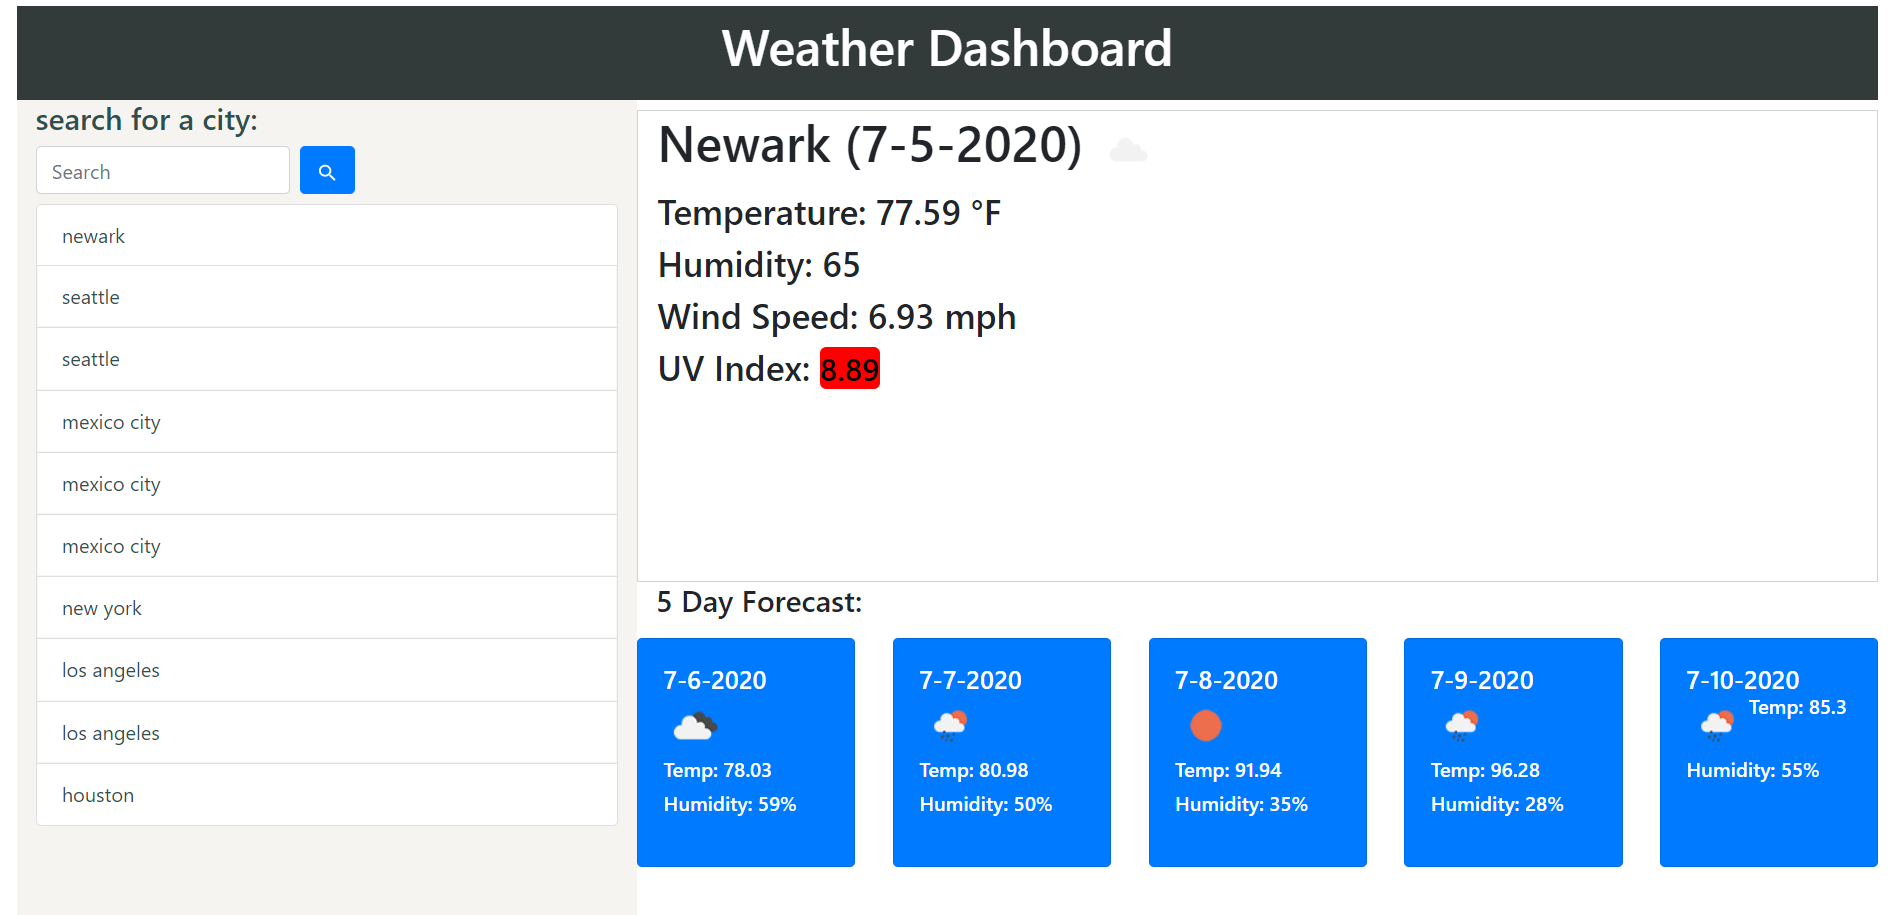 Weather Dashboard
search for a city:
Search
newark
seattle
seattle
mexico city
mexico city
mexico city
new york
los angeles
los angeles
houston
Newark (7-5-2020)
Temperature: 77.59 °F
Humidity: 65
Wind Speed: 6.93 mph
UV Index: 8.89
5 Day Forecast:
7-6-2020
Temp: 78.03
Humidity: 59%
7-7-2020
Temp: 80.98
Humidity: 50%
7-8-2020
Temp: 91.94
Humidity: 35%
7-9-2020
Temp: 96.28
Humidity: 28%
7-10-2020
Temp: 85.3
Humidity: 55%